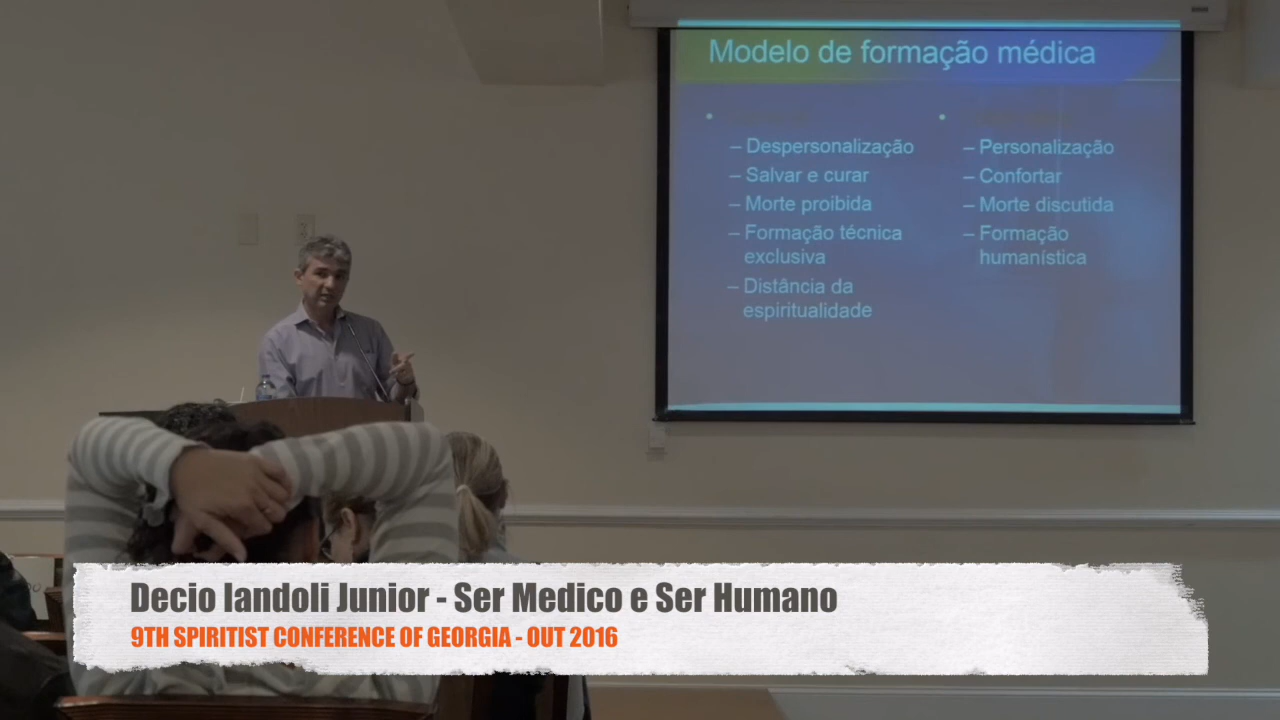 Modelo de formação médica
– Despersonalização
– Salvar e curar
– Morte proibida
– Formação técnica
exclusiva
– Distância da
espiritualidade
– Personalização
– Confortar
– Morte discutida
– Formação
humanística
Decio Iandoli Junior - Ser Medico e Ser Humano
9TH SPIRITIST CONFERENCE OF GEORGIA - OUT 2016